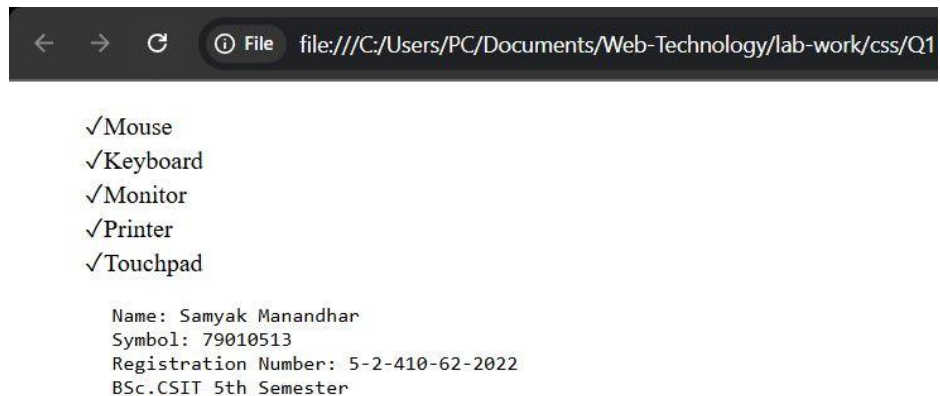 File file:///C:/Users/PC/Documents/Web-Technology/lab-work/css/Q1
√Mouse
√Keyboard
√Monitor
√Printer
√Touchpad
Name: Samyak Manandhar
Symbol: 79010513
Registration Number: 5-2-410-62-2022
BSc.CSIT 5th Semester